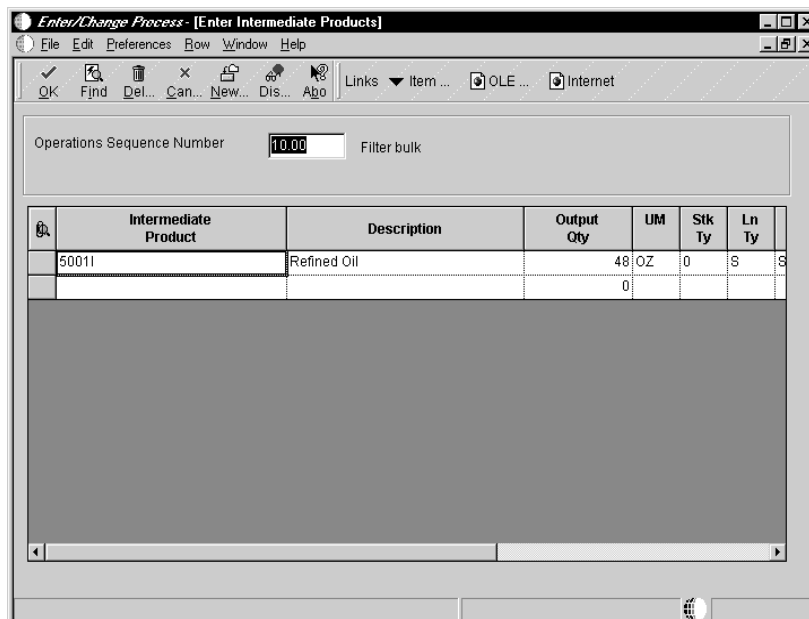 Enter/Change Process - [Enter Intermediate Products]
File Edit Preferences Row Window Help
OK Find Del... Can... New... Dis... Abo Links Item ... OLE ... Internet
Operations Sequence Number 10.00 Filter bulk
Intermediate Product Description Output Qty UM Stk Ty Ln Ty
5001I Refined Oil 48 OZ 0 S S
0